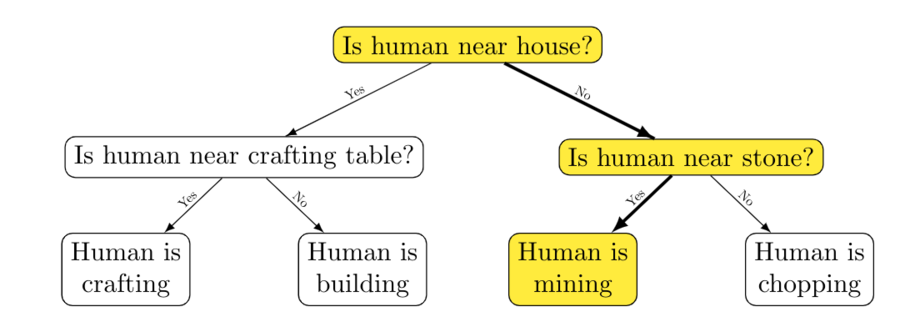 Is human near house?
Yes
No
Is human near crafting table?
Is human near stone?
Yes
No
Yes
No
Human is
crafting
Human is
building
Human is
mining
Human is
chopping